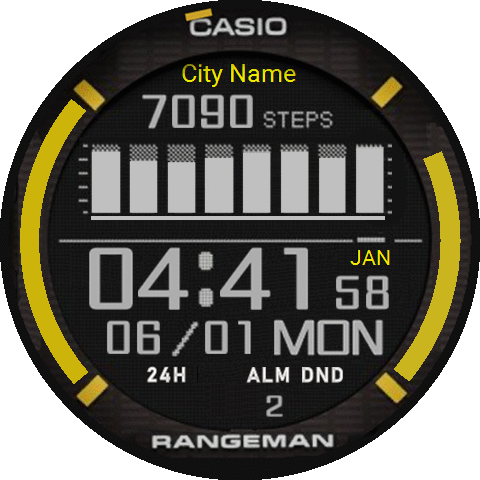 CASIO
City Name
7090 STEPS
JAN
04:41 58
06/01 MON
24H ALM DND
2
RANGEMAN